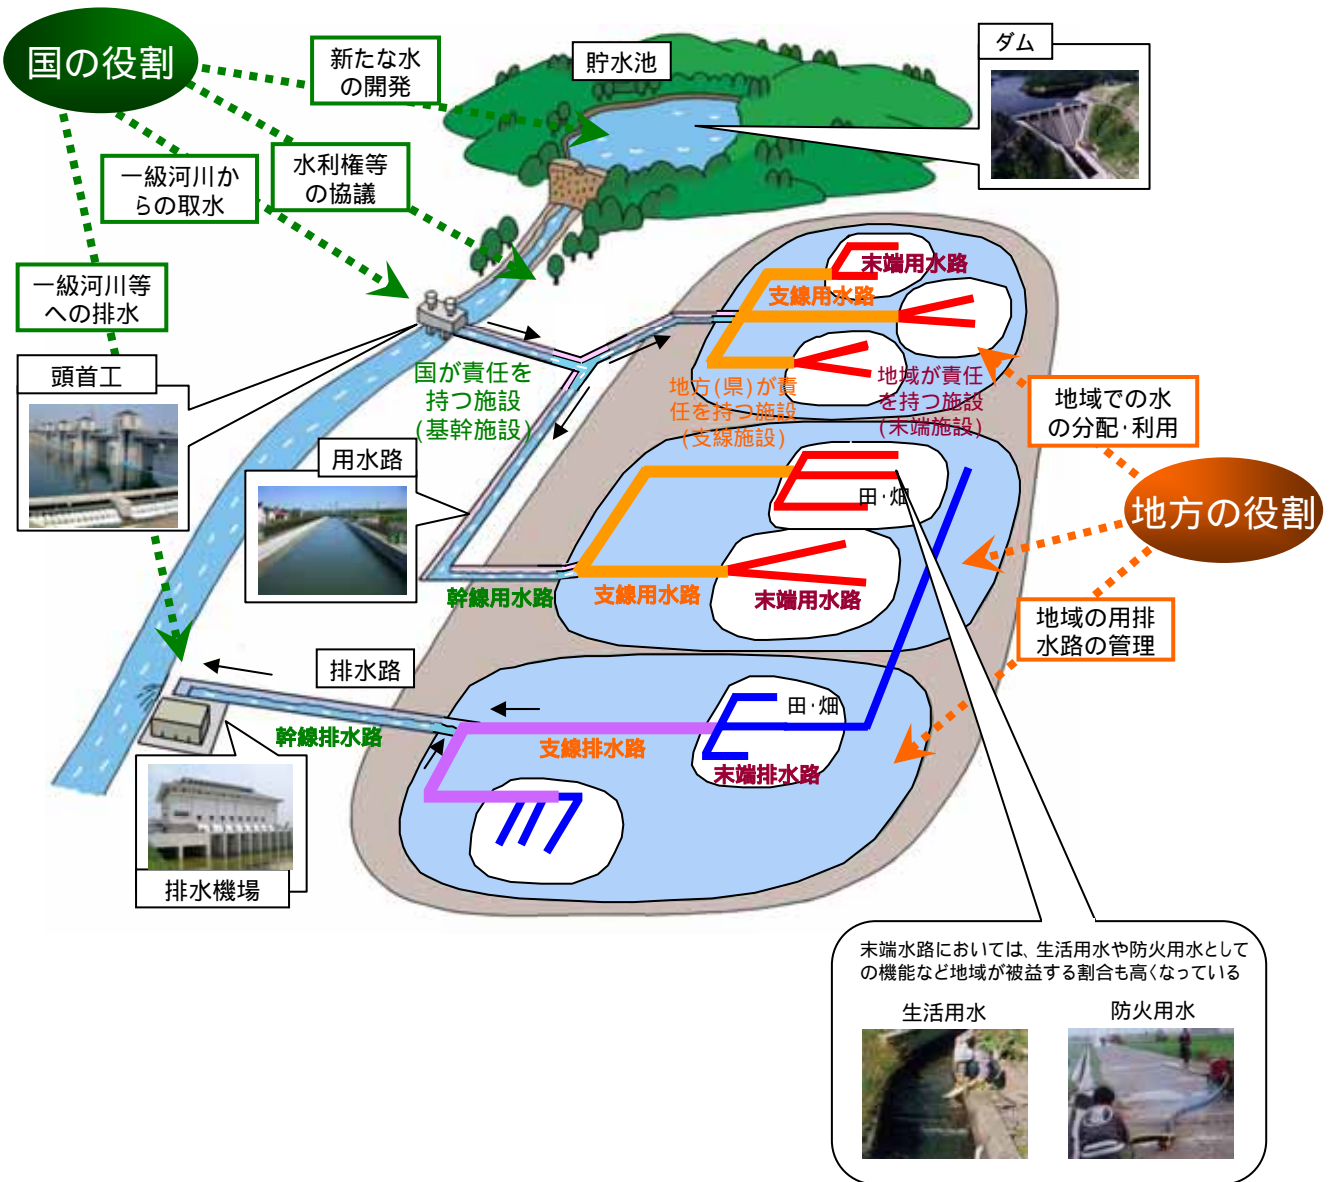 国の役割
新たな水
の開発
貯水池
ダム
一級河川か
らの取水
水利権等
の協議
一級河川等
への排水
頭首工
国が責任を
持つ施設
(基幹施設)
末端用水路
支線用水路
地方(県)が責
任を持つ施設
(支線施設)
地域が責任
を持つ施設
(末端施設)
地域での水
の分配・利用
用水路
田・畑
地方の役割
幹線用水路
支線用水路
末端用水路
地域の用排
水路の管理
排水路
田・畑
幹線排水路
支線排水路
末端排水路
排水機場
末端水路においては、生活用水や防火用水として
の機能など地域が被益する割合も高くなっている
生活用水
防火用水